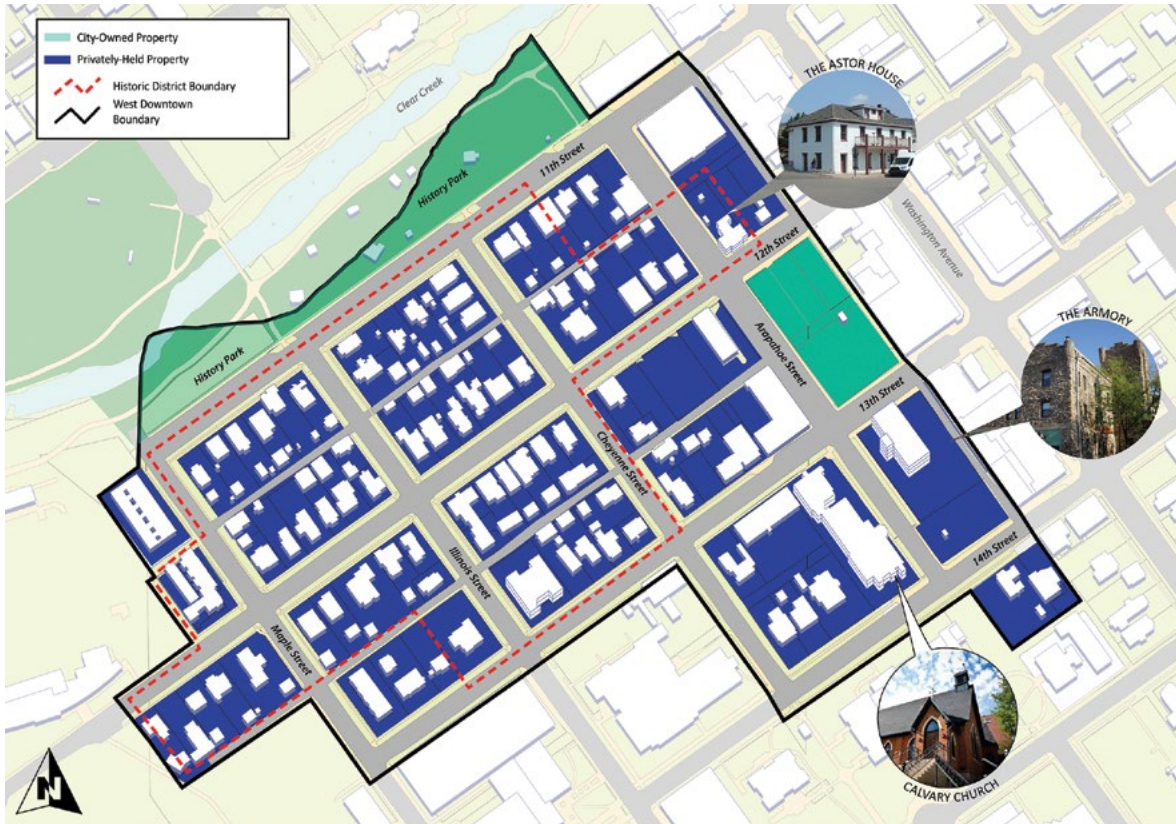 City-Owned Property
Privately-Held Property
Historic District Boundary
West Downtown
Boundary
Clear Creek
THE ASTOR HOUSE
11th Street
History Park
12th Street
Washington Avenue
THE ARMORY
Arapahoe Street
History Park
13th Street
Cheyenne Street
14th Street
Illinois Street
Maple Street
N
CALVARY CHURCH